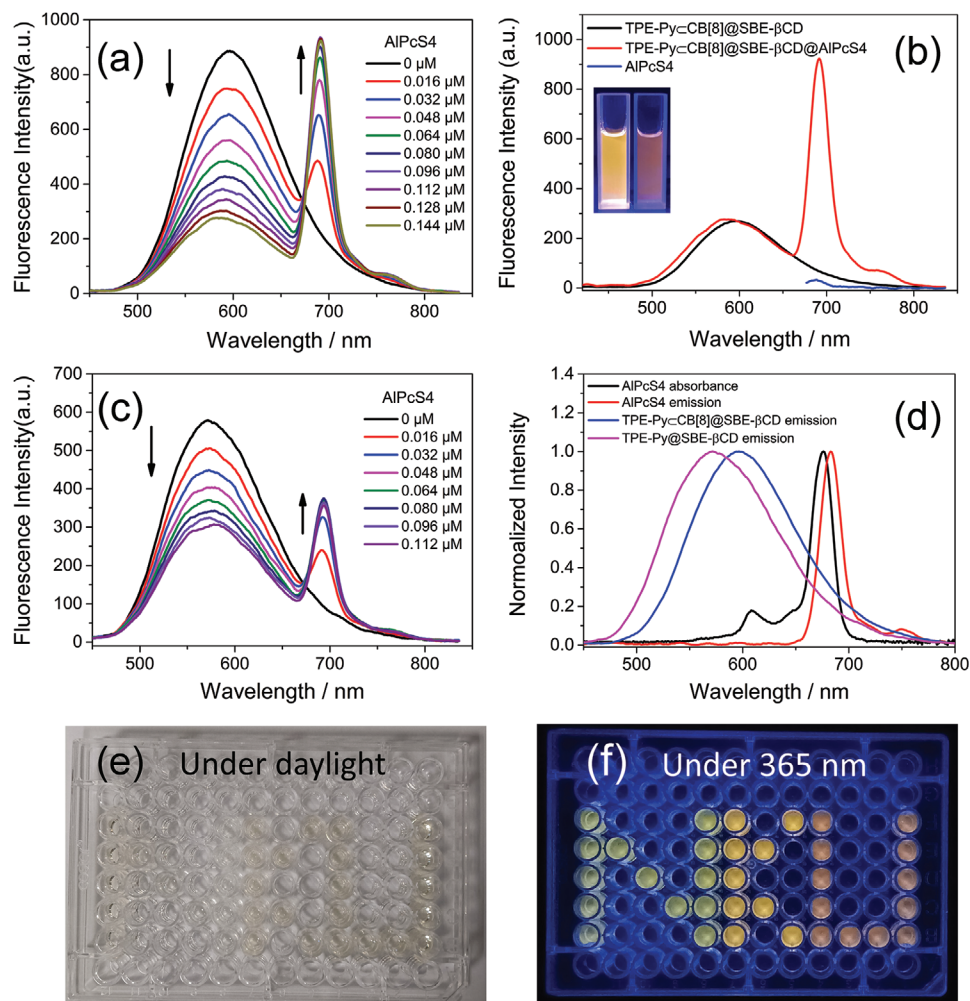 (a)
AlPcS4
0 µM
0.016 µM
0.032 µM
0.048 µM
0.064 µM
0.080 µM
0.096 µM
0.112 µM
0.128 µM
0.144 µM
Fluorescence Intensity(a.u.)
1000
800
600
400
200
0
500 600 700 800
Wavelength / nm
(b)
TPE-Py⊂CB[8]@SBE-βCD
TPE-Py⊂CB[8]@SBE-βCD@AlPcS4
AlPcS4
Fluorescence Intensity (a.u.)
1000
800
600
400
200
0
500 600 700 800
Wavelength / nm
(c)
AlPcS4
0 µM
0.016 µM
0.032 µM
0.048 µM
0.064 µM
0.080 µM
0.096 µM
0.112 µM
Fluorescence Intensity(a.u.)
700
600
500
400
300
200
100
0
500 600 700 800
Wavelength / nm
(d)
AlPcS4 absorbance
AlPcS4 emission
TPE-Py⊂CB[8]@SBE-βCD emission
TPE-Py@SBE-βCD emission
Normoalized Intensity
1.4
1.2
1.0
0.8
0.6
0.4
0.2
0.0
500 600 700 800
Wavelength / nm
(e) Under daylight
(f) Under 365 nm